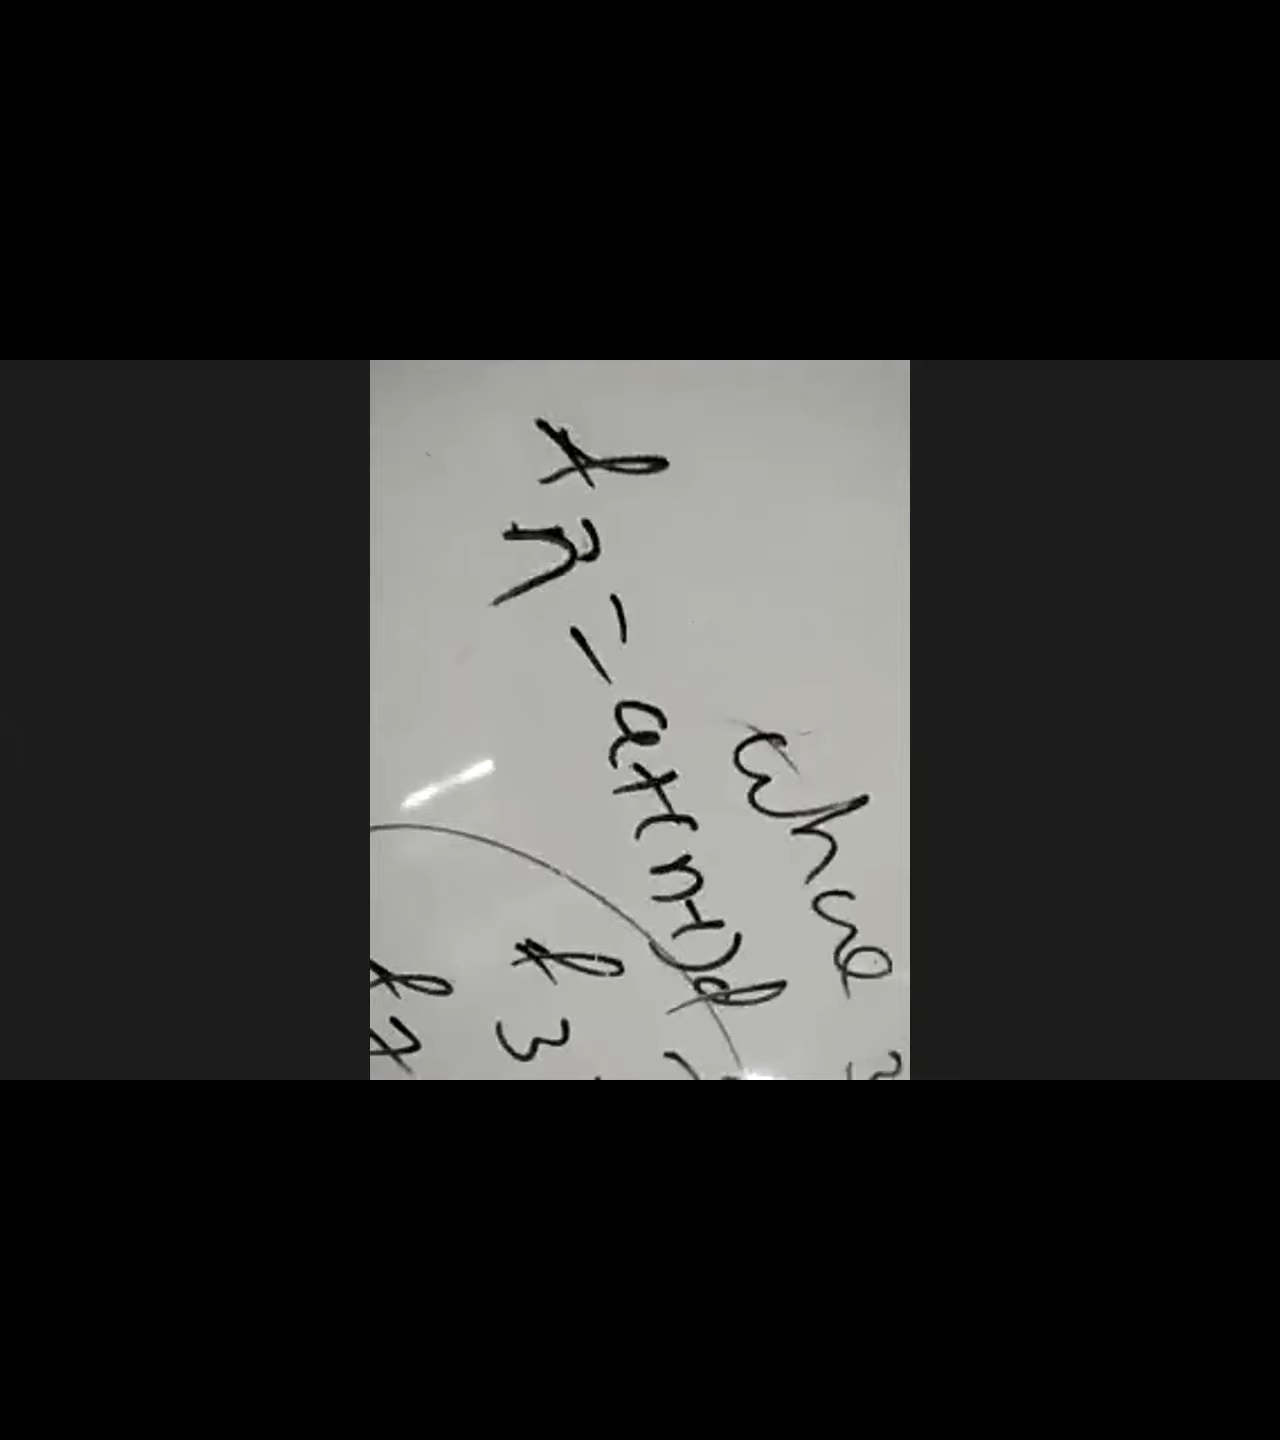 where
tn = a+(n-1)d
t3
t7